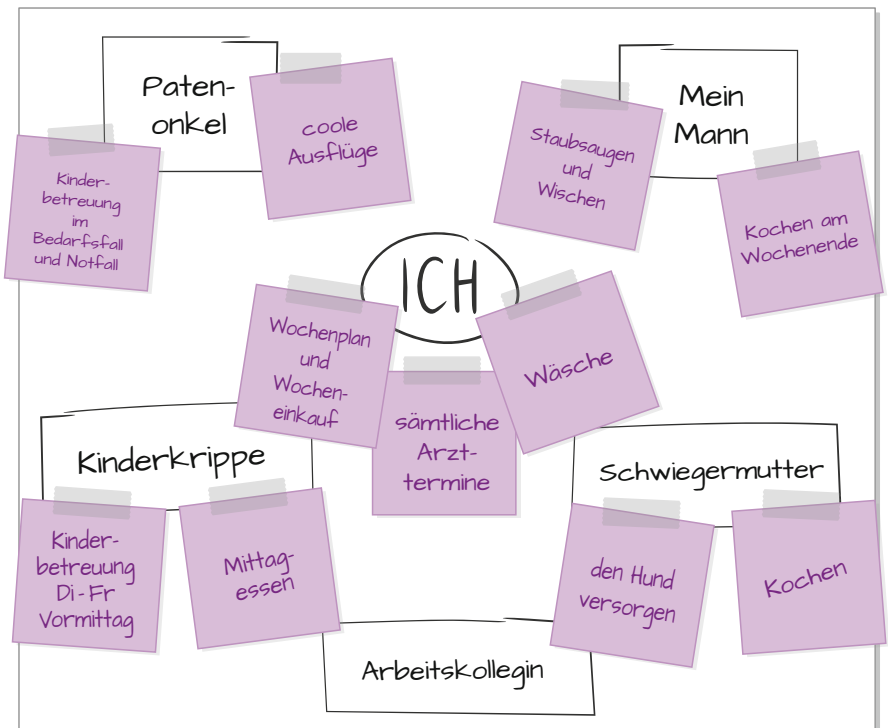 Paten-
onkel
coole
Ausflüge
Kinder-
betreuung
im
Bedarfsfall
und Notfall
Mein
Mann
Staubsaugen
und
Wischen
Kochen am
Wochenende
ICH
Wochenplan
und
Wochen-
einkauf
sämtliche
Arzt-
termine
Wäsche
Kinderkrippe
Kinder-
betreuung
Di - Fr
Vormittag
Mittag-
essen
Schwiegermutter
den Hund
versorgen
Kochen
Arbeitskollegin